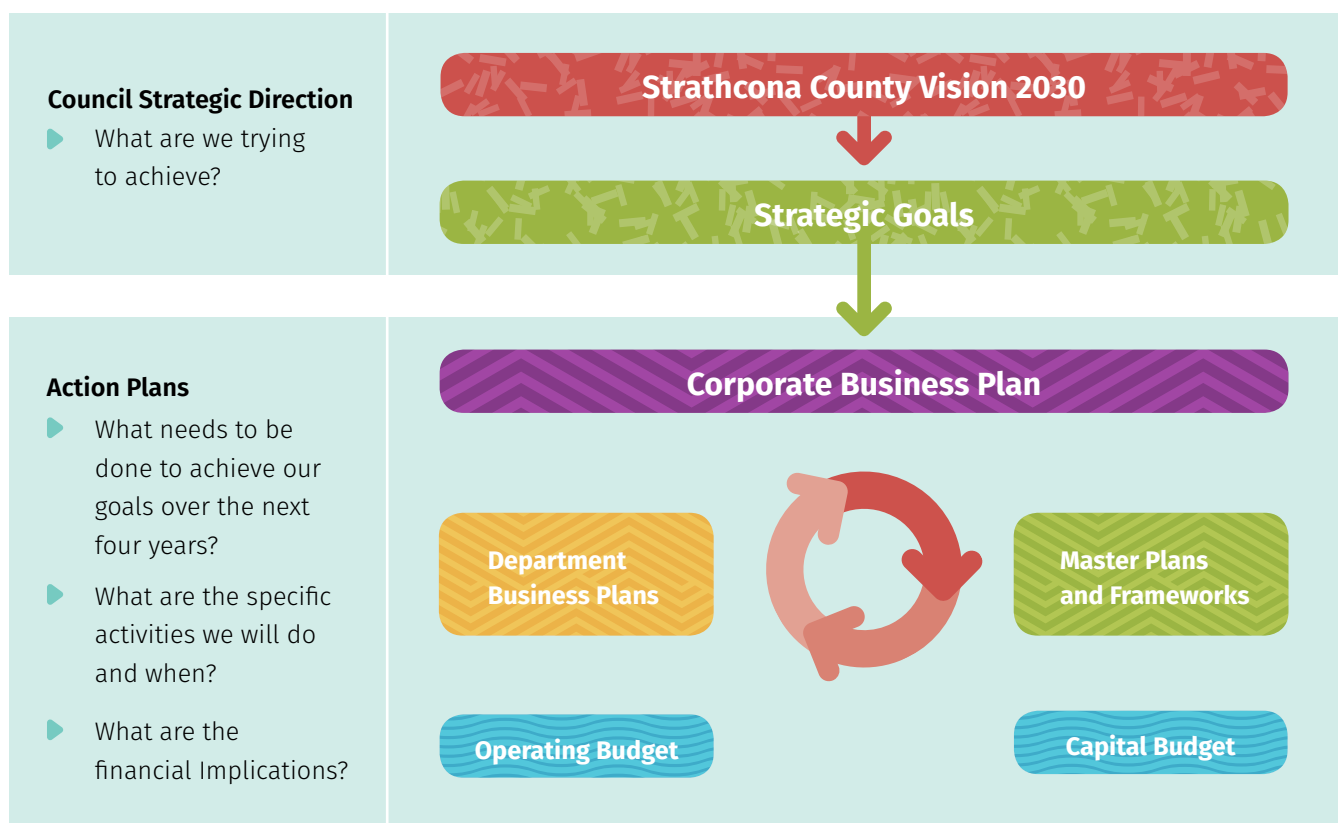 Council Strategic Direction
What are we trying
to achieve?
Strathcona County Vision 2030
Strategic Goals
Action Plans
What needs to be
done to achieve our
goals over the next
four years?
What are the specific
activities we will do
and when?
What are the
financial Implications?
Corporate Business Plan
Department
Business Plans
Master Plans
and Frameworks
Operating Budget
Capital Budget